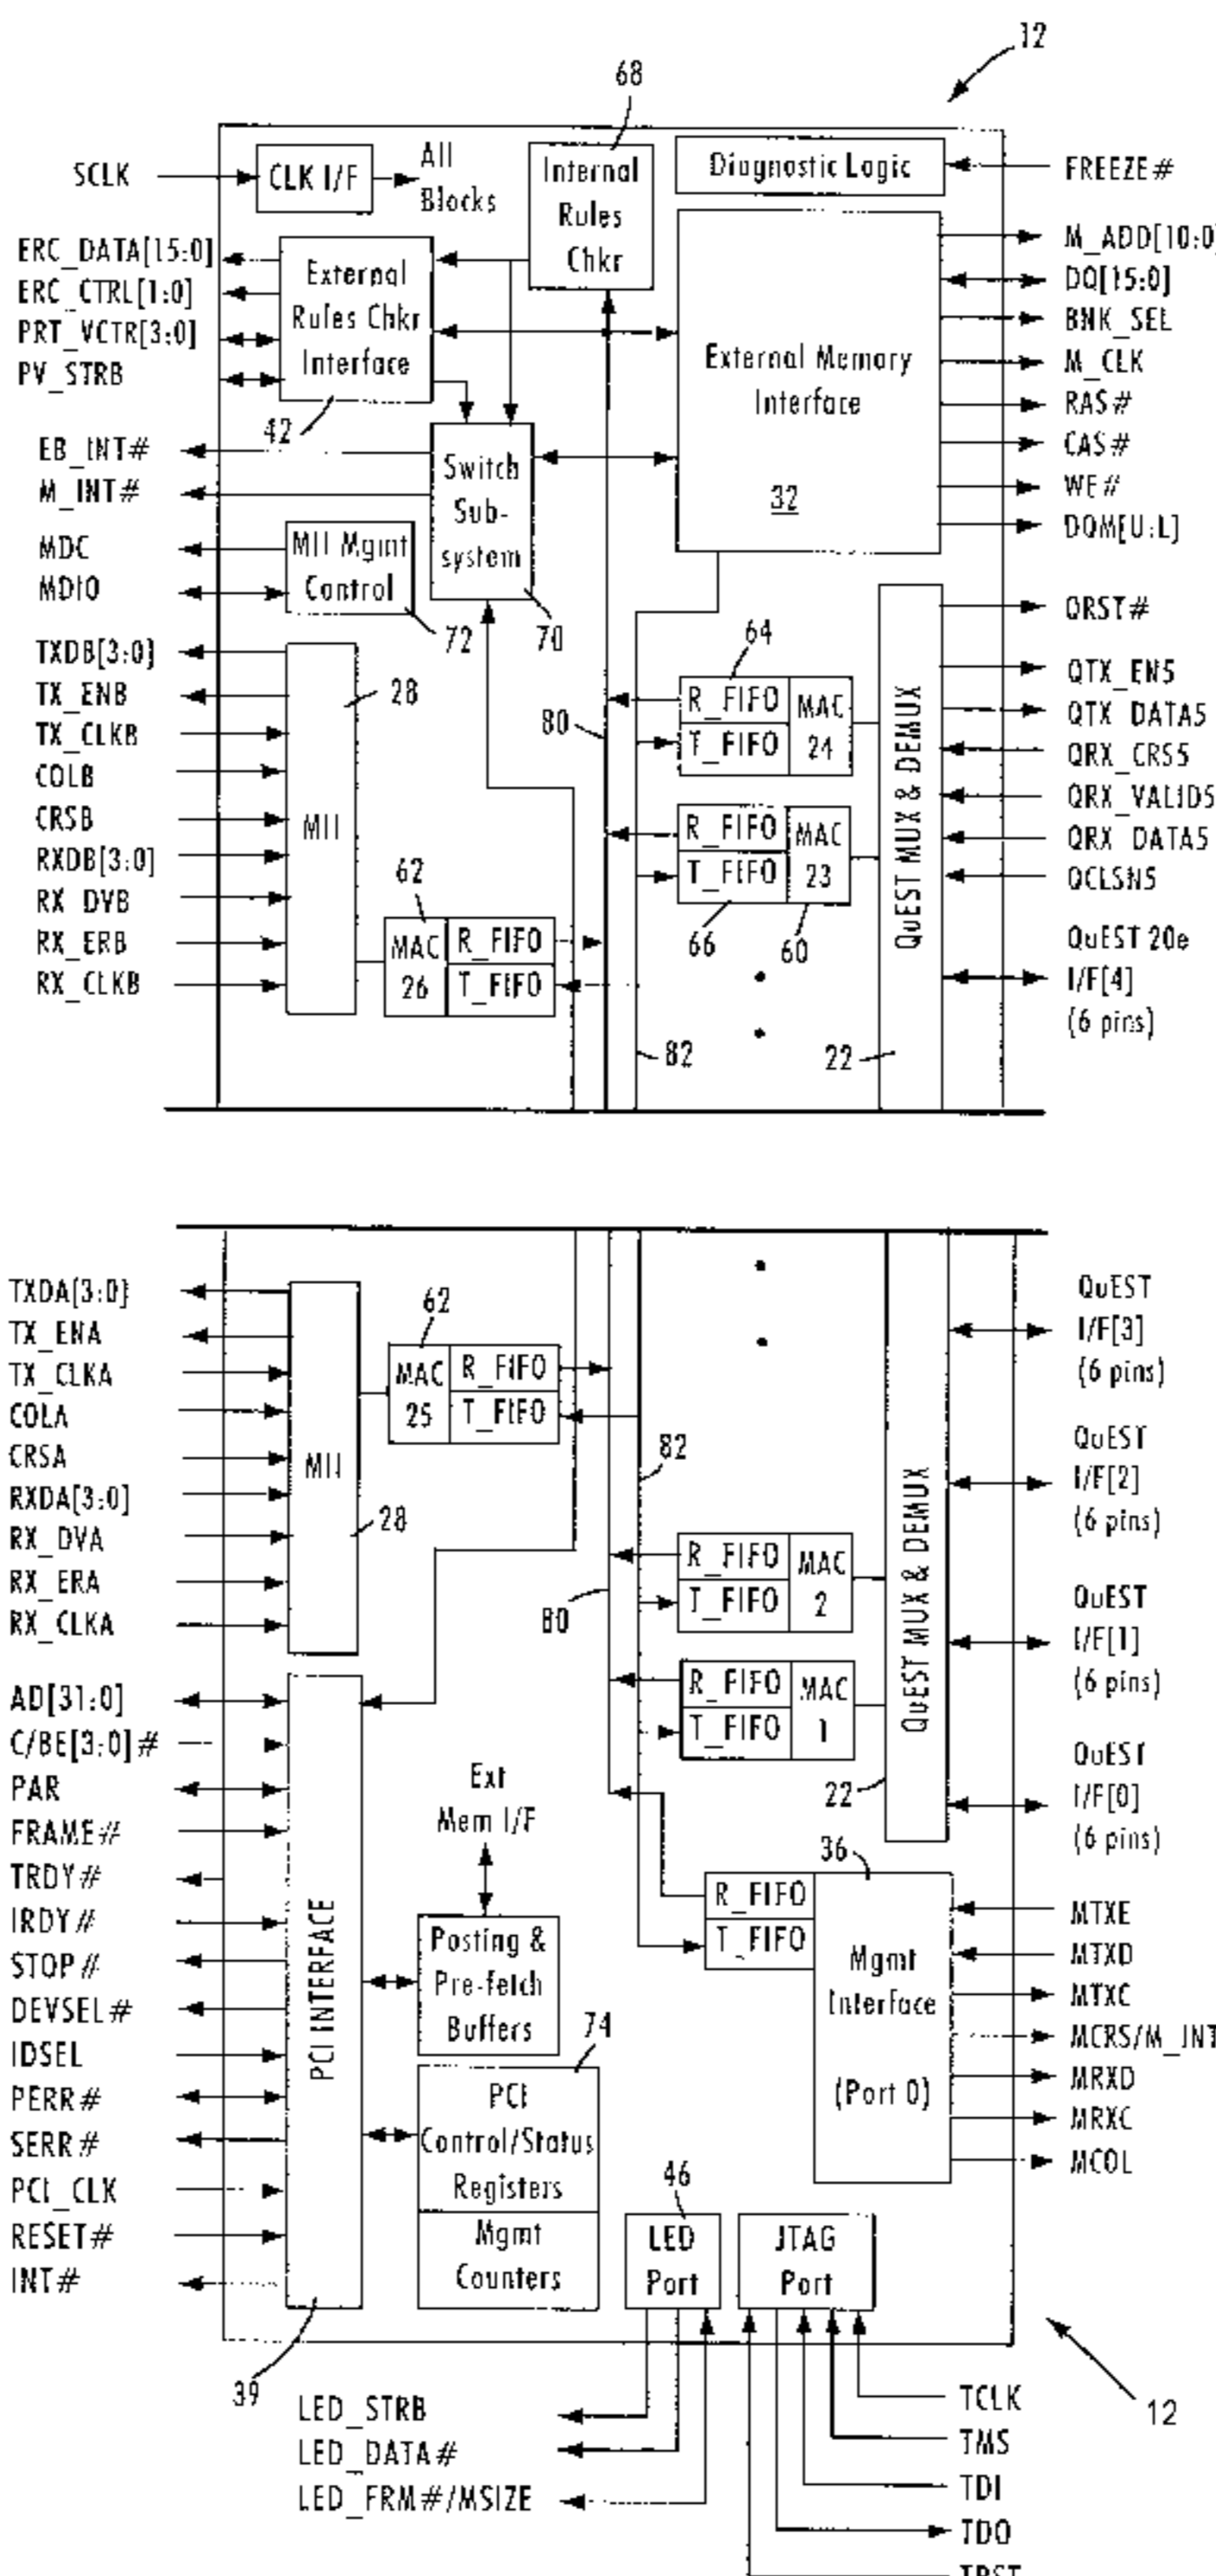 12
68
SCLK
CLK I/F
All
Blocks
Internal
Rules
Chkr
Diagnostic Logic
FREEZE#
ERC_DATA[15:0]
ERC_CTRL[1:0]
PRT_VCTR[3:0]
PV_STRB
External
Rules Chkr
Interface
42
External Memory
Interface
32
M_ADD[10:0]
DQ[15:0]
BNK_SEL
M_CLK
RAS#
CAS#
WE#
DQM[U:L]
EB_INT#
M_INT#
Switch
Sub-
system
70
MDC
MDIO
MII Mgmt
Control
72
TXDB[3:0]
TX_ENB
TX_CLKB
COLB
CRSB
RXDB[3:0]
RX_DVB
RX_ERB
RX_CLKB
28
MII
62
MAC
26
R_FIFO
T_FIFO
80
82
64
R_FIFO
T_FIFO
MAC
24
R_FIFO
T_FIFO
MAC
23
66
60
QuEST MUX & DEMUX
22
QRST#
QTX_EN5
QTX_DATA5
QRX_CRS5
QRX_VALID5
QRX_DATA5
QCLSN5
QuEST 20e
I/F[4]
(6 pins)
TXDA[3:0]
TX_ENA
TX_CLKA
COLA
CRSA
RXDA[3:0]
RX_DVA
RX_ERA
RX_CLKA
MII
28
62
MAC
25
R_FIFO
T_FIFO
82
80
R_FIFO
T_FIFO
MAC
2
R_FIFO
T_FIFO
MAC
1
QuEST MUX & DEMUX
22
QuEST
I/F[3]
(6 pins)
QuEST
I/F[2]
(6 pins)
QuEST
I/F[1]
(6 pins)
QuEST
I/F[0]
(6 pins)
AD[31:0]
C/BE[3:0]#
PAR
FRAME#
TRDY#
IRDY#
STOP#
DEVSEL#
IDSEL
PERR#
SERR#
PCI_CLK
RESET#
INT#
PCI INTERFACE
39
Ext
Mem I/F
Posting &
Pre-fetch
Buffers
74
PCI
Control/Status
Registers
Mgmt
Counters
36
R_FIFO
T_FIFO
Mgmt
Interface
(Port 0)
MTXE
MTXD
MTXC
MCRS/M_INT
MRXD
MRXC
MCOL
46
LED
Port
JTAG
Port
12
LED_STRB
LED_DATA#
LED_FRM#/MSIZE
TCLK
TMS
TDI
TDO
TRST